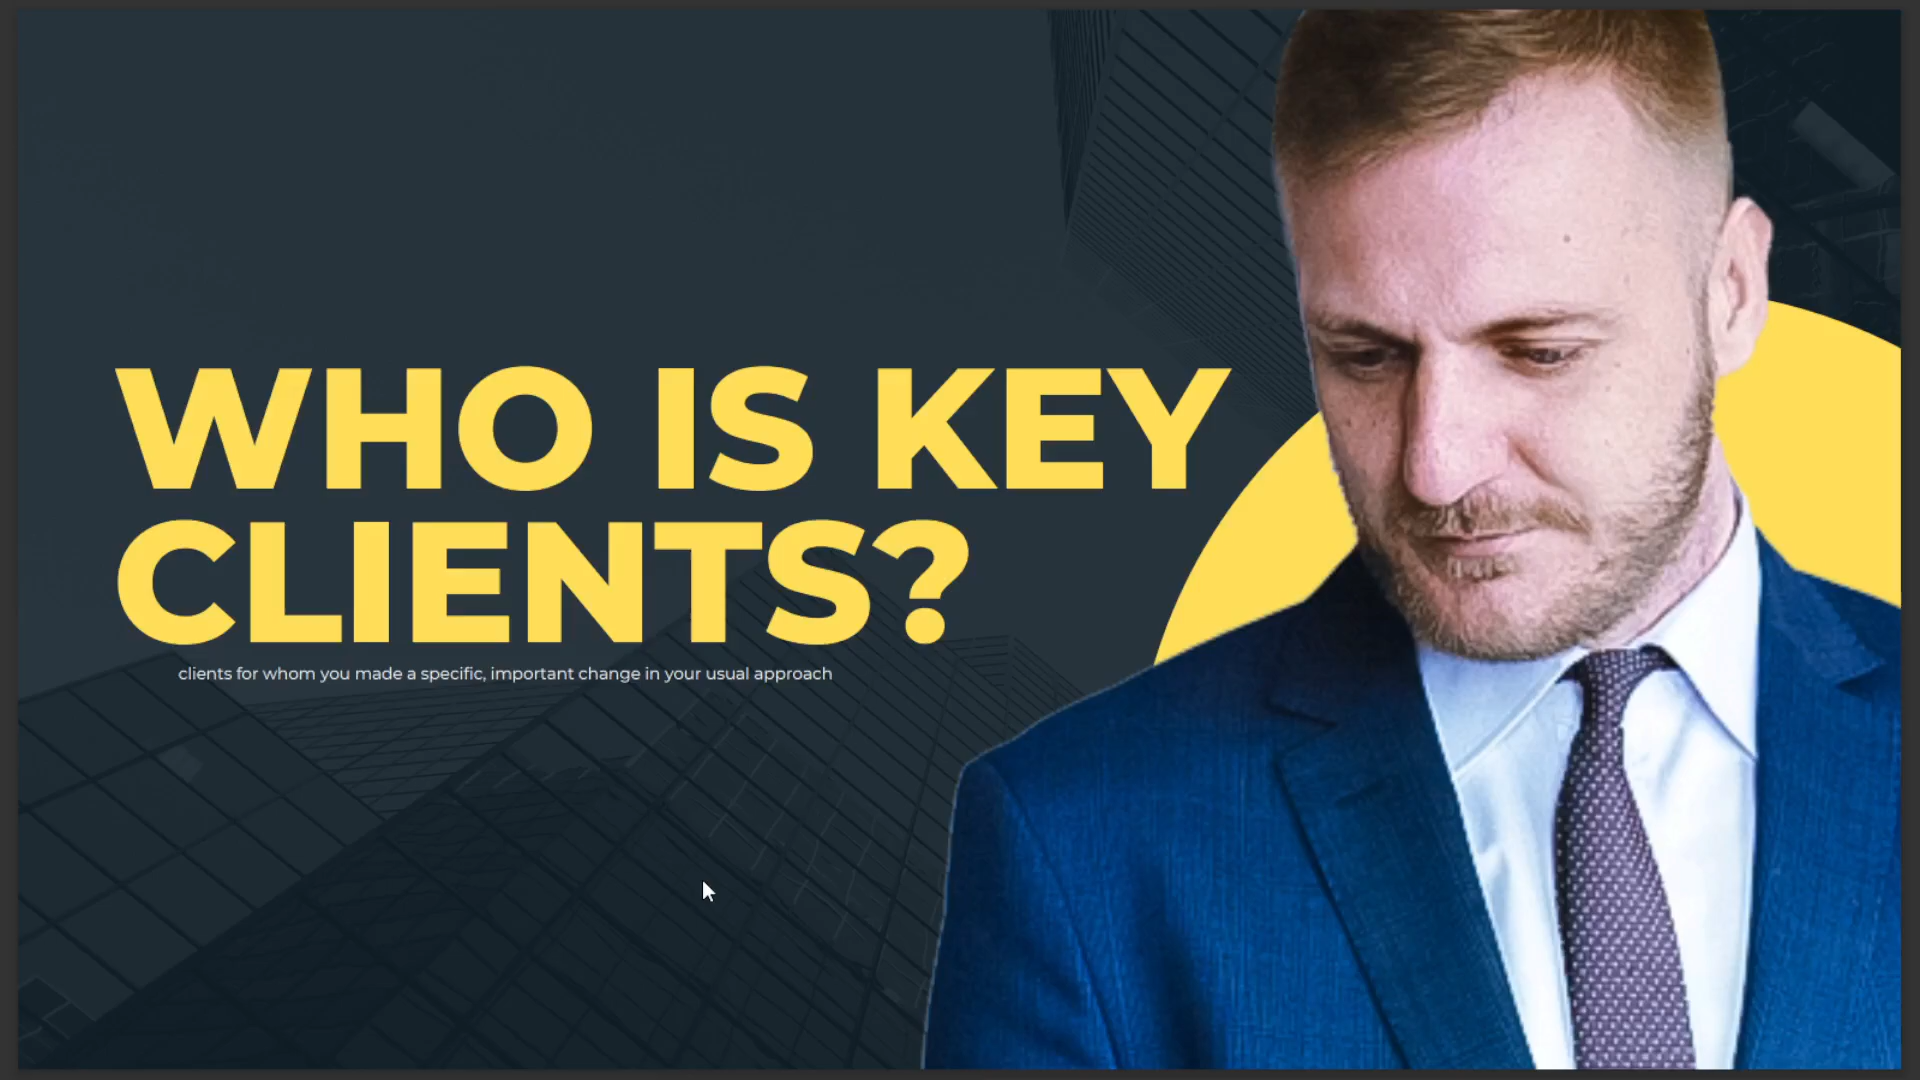 WHO IS KEY
CLIENTS?
clients for whom you made a specific, important change in your usual approach